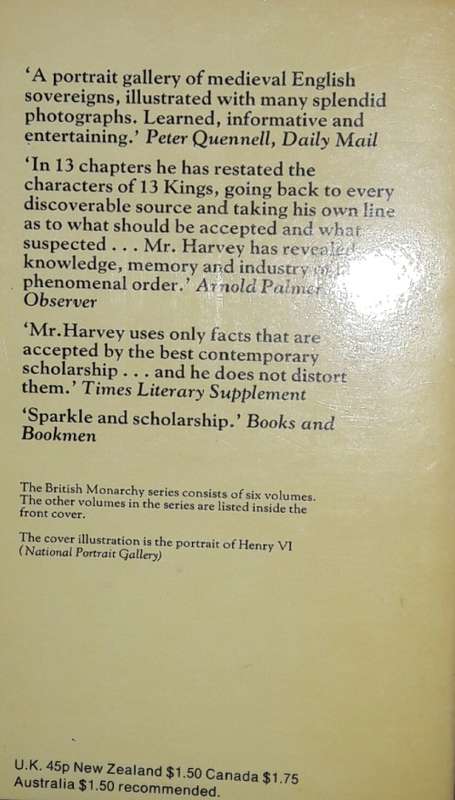 ‘A portrait gallery of medieval English
sovereigns, illustrated with many splendid
photographs. Learned, informative and
entertaining.’ Peter Quennell, Daily Mail
‘In 13 chapters he has restated the
characters of 13 Kings, going back to every
discoverable source and taking his own line
as to what should be accepted and what
suspected . . . Mr. Harvey has revealed
knowledge, memory and industry of
phenomenal order.’ Arnold Palmer
Observer
‘Mr.Harvey uses only facts that are
accepted by the best contemporary
scholarship . . . and he does not distort
them.’ Times Literary Supplement
‘Sparkle and scholarship.’ Books and
Bookmen
The British Monarchy series consists of six volumes.
The other volumes in the series are listed inside the
front cover.
The cover illustration is the portrait of Henry VI
(National Portrait Gallery)
U.K. 45p New Zealand $1.50 Canada $1.75
Australia $1.50 recommended.